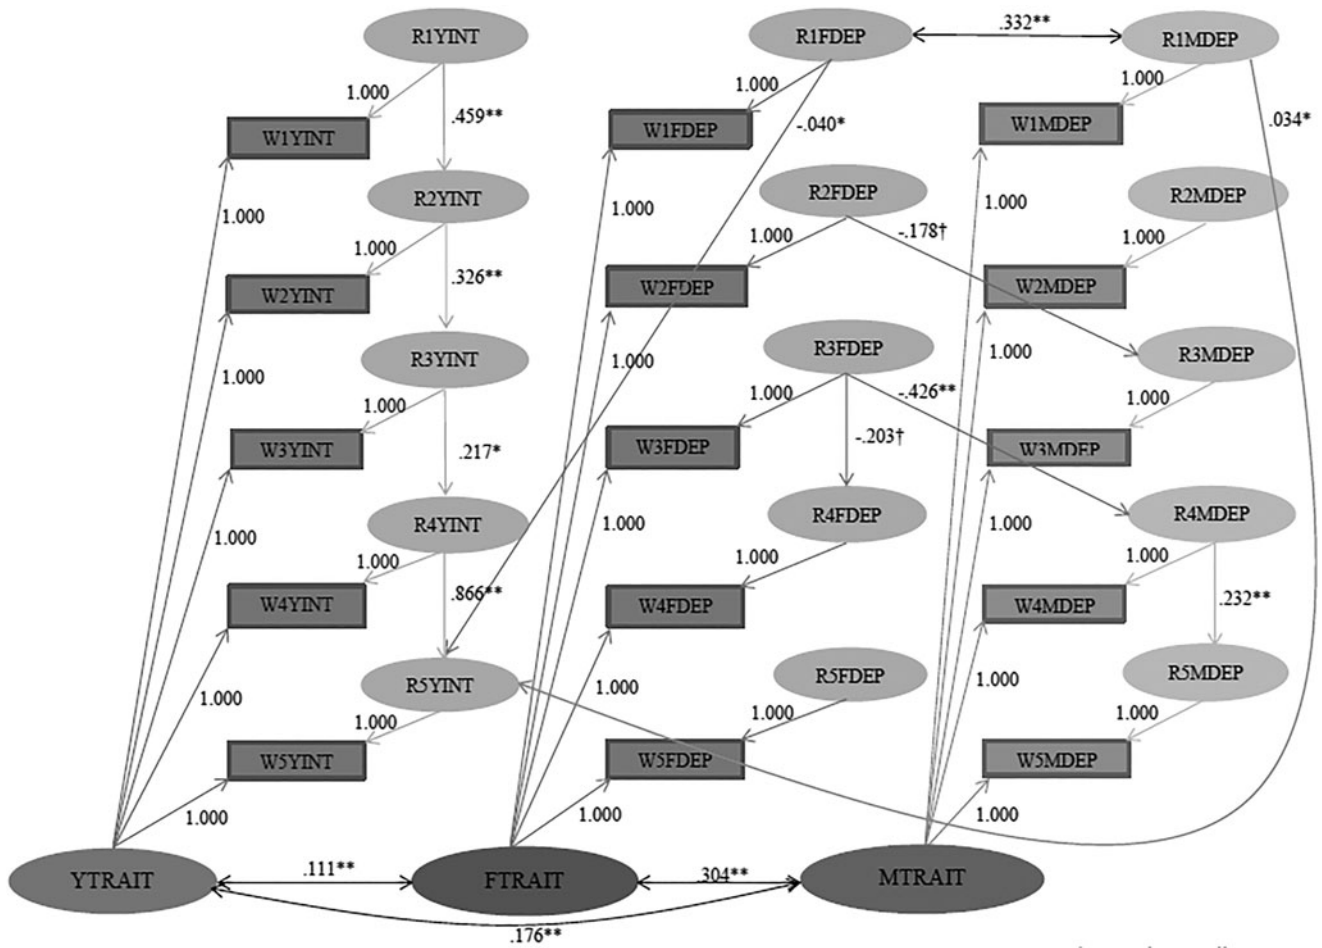 R1YINT
R1FDEP
.332**
R1MDEP
1.000
1.000
1.000
.459**
-.040*
.034*
W1YINT
W1FDEP
W1MDEP
R2YINT
R2FDEP
R2MDEP
1.000
1.000
1.000
1.000
1.000
-.178†
1.000
.326**
W2YINT
W2FDEP
W2MDEP
R3YINT
R3FDEP
R3MDEP
1.000
1.000
1.000
1.000
1.000
-.426**
1.000
.217*
-.203†
W3YINT
W3FDEP
W3MDEP
R4YINT
R4FDEP
R4MDEP
1.000
1.000
1.000
1.000
1.000
1.000
.866**
.232**
W4YINT
W4FDEP
W4MDEP
R5YINT
R5FDEP
R5MDEP
1.000
1.000
1.000
1.000
1.000
1.000
W5YINT
W5FDEP
W5MDEP
1.000
1.000
1.000
YTRAIT
.111**
FTRAIT
.304**
MTRAIT
.176**